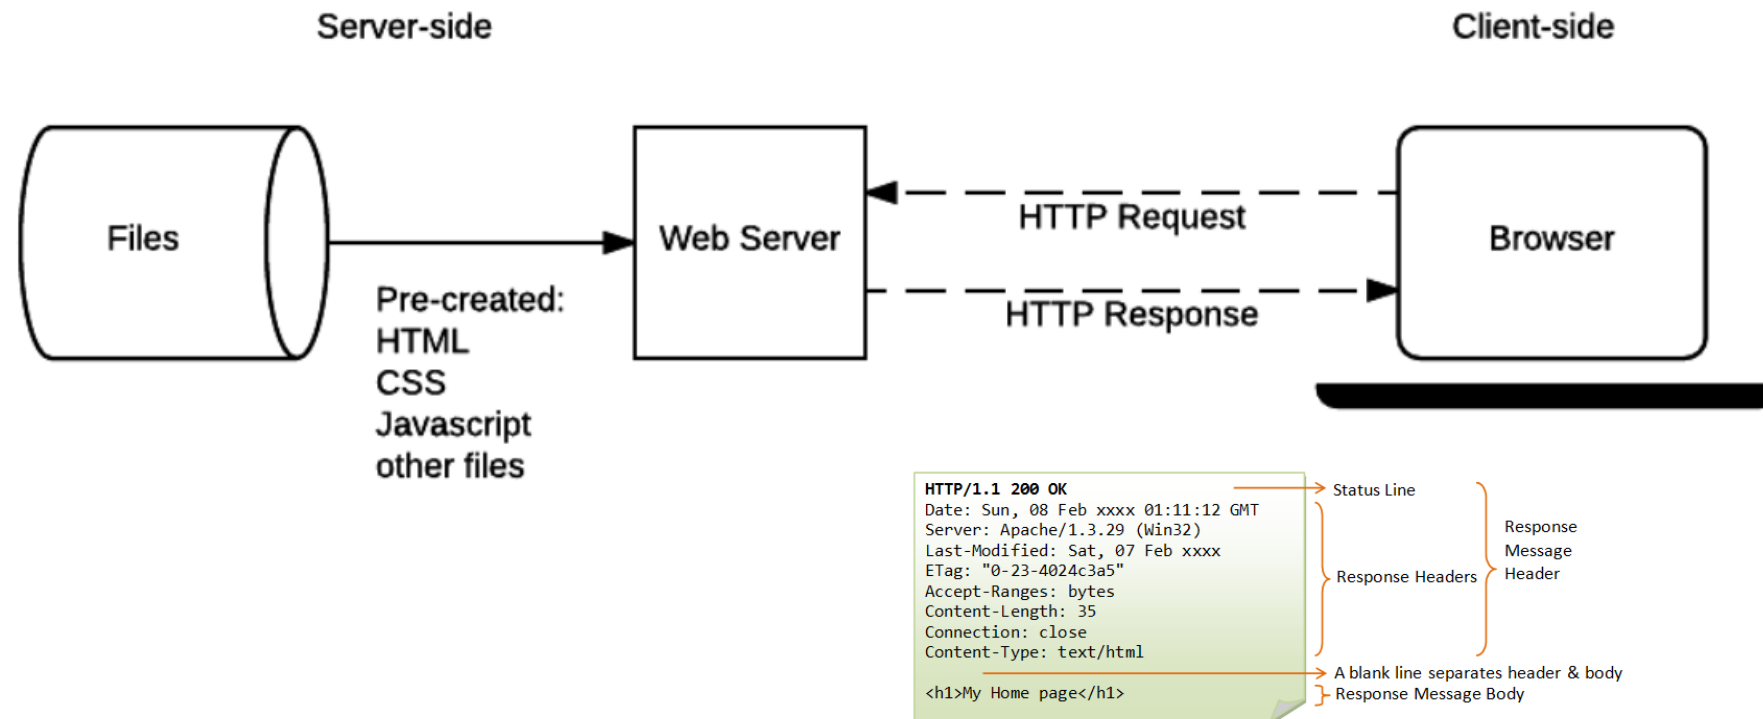 Server-side
Client-side
Files
Web Server
HTTP Request
HTTP Response
Browser
Pre-created:
HTML
CSS
Javascript
other files
HTTP/1.1 200 OK
Date: Sun, 08 Feb xxxx 01:11:12 GMT
Server: Apache/1.3.29 (Win32)
Last-Modified: Sat, 07 Feb xxxx
ETag: "0-23-4024c3a5"
Accept-Ranges: bytes
Content-Length: 35
Connection: close
Content-Type: text/html
<h1>My Home page</h1>
Status Line
Response Headers
Response
Message
Header
A blank line separates header & body
Response Message Body